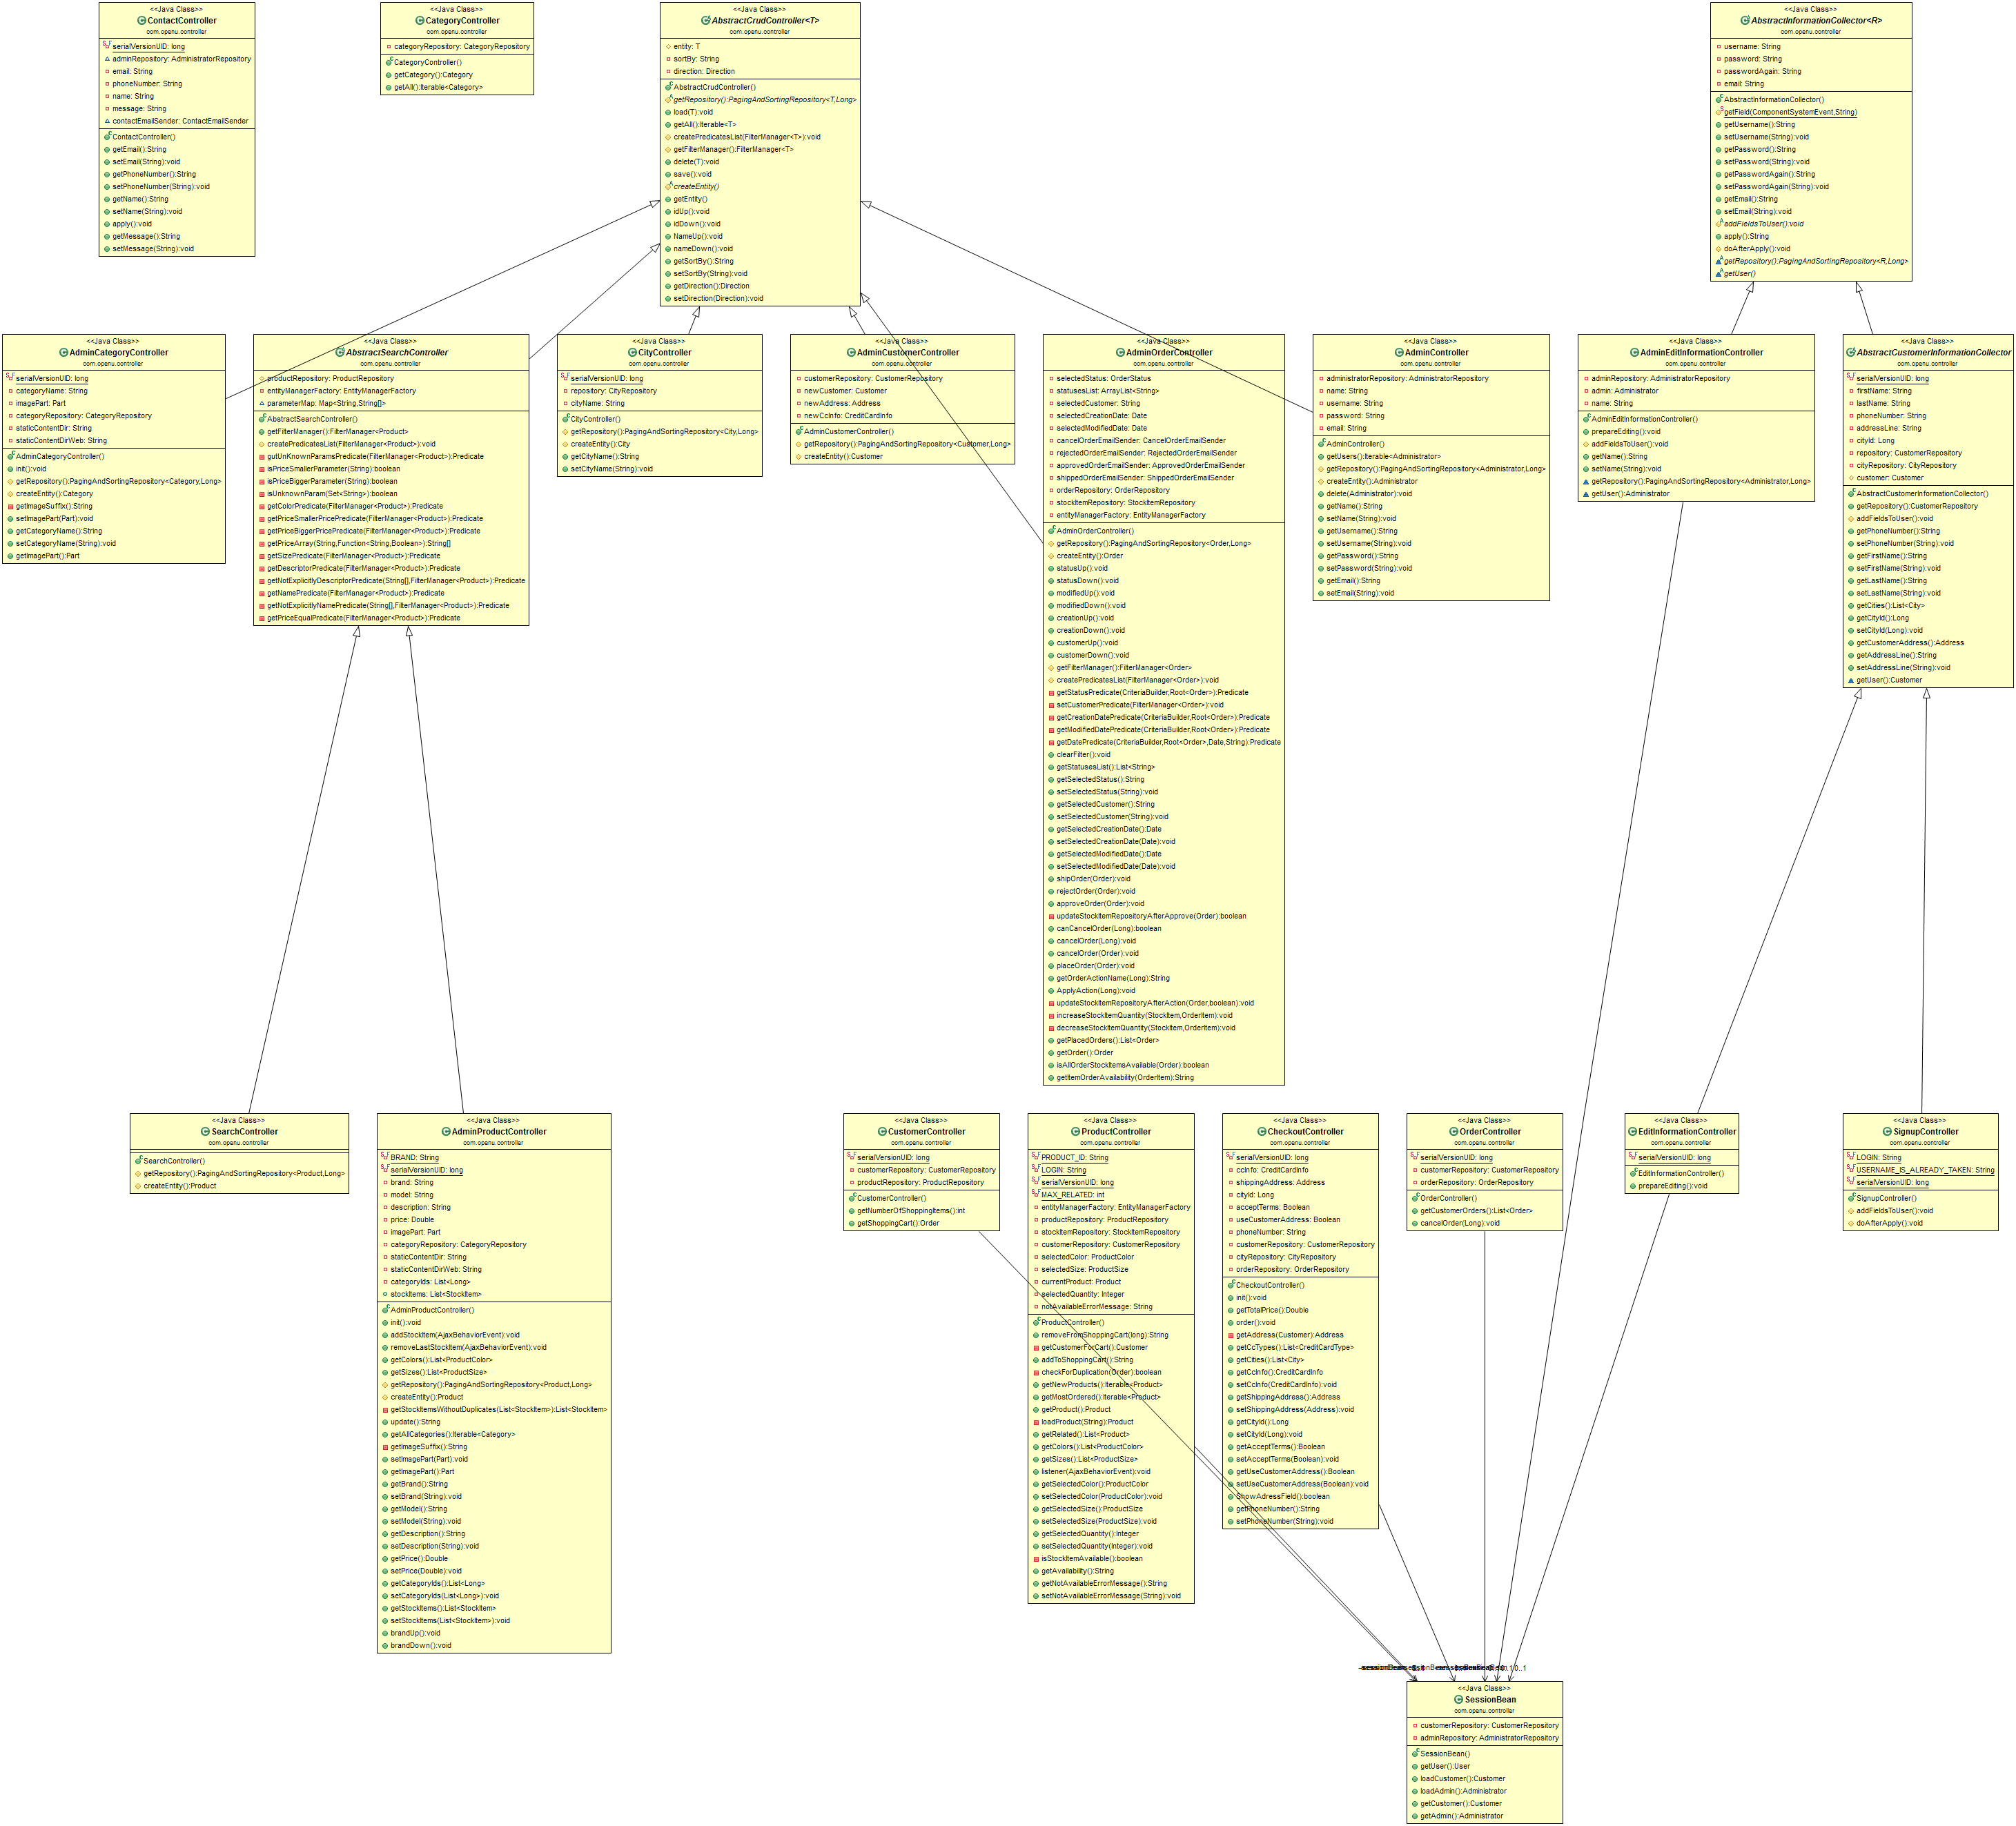 <<Java Class>>
ContactController
com.openu.controller
serialVersionUID: long
adminRepository: AdministratorRepository
email: String
phoneNumber: String
name: String
message: String
contactEmailSender: ContactEmailSender
ContactController()
getEmail():String
setEmail(String):void
getPhoneNumber():String
setPhoneNumber(String):void
getName():String
setName(String):void
apply():void
getMessage():String
setMessage(String):void
<<Java Class>>
CategoryController
com.openu.controller
categoryRepository: CategoryRepository
CategoryController()
getCategory():Category
getAll():Iterable<Category>
<<Java Class>>
AbstractCrudController<T>
com.openu.controller
entity: T
sortBy: String
direction: Direction
AbstractCrudController()
getRepository():PagingAndSortingRepository<T,Long>
load(T):void
getAll():Iterable<T>
createPredicatesList(FilterManager<T>):void
getFilterManager():FilterManager<T>
delete(T):void
save():void
createEntity()
getEntity()
idUp():void
idDown():void
NameUp():void
nameDown():void
getSortBy():String
setSortBy(String):void
getDirection():Direction
setDirection(Direction):void
<<Java Class>>
AbstractInformationCollector<R>
com.openu.controller
username: String
password: String
passwordAgain: String
email: String
AbstractInformationCollector()
getField(ComponentSystemEvent,String)
getUsername():String
setUsername(String):void
getPassword():String
setPassword(String):void
getPasswordAgain():String
setPasswordAgain(String):void
getEmail():String
setEmail(String):void
addFieldsToUser():void
apply():String
doAfterApply():void
getRepository():PagingAndSortingRepository<R,Long>
getUser()
<<Java Class>>
AdminCategoryController
com.openu.controller
serialVersionUID: long
categoryName: String
imagePart: Part
categoryRepository: CategoryRepository
staticContentDir: String
staticContentDirWeb: String
AdminCategoryController()
init():void
getRepository():PagingAndSortingRepository<Category,Long>
createEntity():Category
getImageSuffix():String
setImagePart(Part):void
getCategoryName():String
setCategoryName(String):void
getImagePart():Part
<<Java Class>>
AbstractSearchController
com.openu.controller
productRepository: ProductRepository
entityManagerFactory: EntityManagerFactory
parameterMap: Map<String,String[]>
AbstractSearchController()
getFilterManager():FilterManager<Product>
createPredicatesList(FilterManager<Product>):void
gutUnKnownParamsPredicate(FilterManager<Product>):Predicate
isPriceSmallerParameter(String):boolean
isPriceBiggerParameter(String):boolean
isUnknownParam(Set<String>):boolean
getColorPredicate(FilterManager<Product>):Predicate
getPriceSmallerPricePredicate(FilterManager<Product>):Predicate
getPriceBiggerPricePredicate(FilterManager<Product>):Predicate
getPriceArray(String,Function<String,Boolean>):String[]
getSizePredicate(FilterManager<Product>):Predicate
getDescriptorPredicate(FilterManager<Product>):Predicate
getNotExplicitlyDescriptorPredicate(String[],FilterManager<Product>):Predicate
getNamePredicate(FilterManager<Product>):Predicate
getNotExplicitlyNamePredicate(String[],FilterManager<Product>):Predicate
getPriceEqualPredicate(FilterManager<Product>):Predicate
<<Java Class>>
CityController
com.openu.controller
serialVersionUID: long
repository: CityRepository
cityName: String
CityController()
getRepository():PagingAndSortingRepository<City,Long>
createEntity():City
getCityName():String
setCityName(String):void
<<Java Class>>
AdminCustomerController
com.openu.controller
customerRepository: CustomerRepository
newCustomer: Customer
newAddress: Address
newCcInfo: CreditCardInfo
AdminCustomerController()
getRepository():PagingAndSortingRepository<Customer,Long>
createEntity():Customer
<<Java Class>>
AdminOrderController
com.openu.controller
selectedStatus: OrderStatus
statusesList: ArrayList<String>
selectedCustomer: String
selectedCreationDate: Date
selectedModifiedDate: Date
cancelOrderEmailSender: CancelOrderEmailSender
rejectedOrderEmailSender: RejectedOrderEmailSender
approvedOrderEmailSender: ApprovedOrderEmailSender
shippedOrderEmailSender: ShippedOrderEmailSender
orderRepository: OrderRepository
stockItemRepository: StockItemRepository
entityManagerFactory: EntityManagerFactory
AdminOrderController()
getRepository():PagingAndSortingRepository<Order,Long>
createEntity():Order
statusUp():void
statusDown():void
modifiedUp():void
modifiedDown():void
creationUp():void
creationDown():void
customerUp():void
customerDown():void
getFilterManager():FilterManager<Order>
createPredicatesList(FilterManager<Order>):void
getStatusPredicate(CriteriaBuilder,Root<Order>):Predicate
setCustomerPredicate(FilterManager<Order>):void
getCreationDatePredicate(CriteriaBuilder,Root<Order>):Predicate
getModifiedDatePredicate(CriteriaBuilder,Root<Order>):Predicate
getDatePredicate(CriteriaBuilder,Root<Order>,Date,String):Predicate
clearFilter():void
getStatusesList():List<String>
getSelectedStatus():String
setSelectedStatus(String):void
getSelectedCustomer():String
setSelectedCustomer(String):void
getSelectedCreationDate():Date
setSelectedCreationDate(Date):void
getSelectedModifiedDate():Date
setSelectedModifiedDate(Date):void
shipOrder(Order):void
rejectOrder(Order):void
approveOrder(Order):void
updateStockItemRepositoryAfterApprove(Order):boolean
canCancelOrder(Long):boolean
cancelOrder(Long):void
cancelOrder(Order):void
placeOrder(Order):void
getOrderActionName(Long):String
ApplyAction(Long):void
updateStockItemRepositoryAfterAction(Order,boolean):void
increaseStockItemQuantity(StockItem,OrderItem):void
decreaseStockItemQuantity(StockItem,OrderItem):void
getPlacedOrders():List<Order>
getOrder():Order
isAllOrderStockItemsAvailable(Order):boolean
getItemOrderAvailability(OrderItem):String
<<Java Class>>
AdminController
com.openu.controller
administratorRepository: AdministratorRepository
name: String
username: String
password: String
email: String
AdminController()
getUsers():Iterable<Administrator>
getRepository():PagingAndSortingRepository<Administrator,Long>
createEntity():Administrator
delete(Administrator):void
getName():String
setName(String):void
getUsername():String
setUsername(String):void
getPassword():String
setPassword(String):void
getEmail():String
setEmail(String):void
<<Java Class>>
AdminEditInformationController
com.openu.controller
adminRepository: AdministratorRepository
admin: Administrator
name: String
AdminEditInformationController()
prepareEditing():void
addFieldsToUser():void
getName():String
setName(String):void
getRepository():PagingAndSortingRepository<Administrator,Long>
getUser():Administrator
<<Java Class>>
AbstractCustomerInformationCollector
com.openu.controller
serialVersionUID: long
firstName: String
lastName: String
phoneNumber: String
addressLine: String
cityId: Long
repository: CustomerRepository
cityRepository: CityRepository
customer: Customer
AbstractCustomerInformationCollector()
getRepository():CustomerRepository
addFieldsToUser():void
getPhoneNumber():String
setPhoneNumber(String):void
getFirstName():String
setFirstName(String):void
getLastName():String
setLastName(String):void
getCities():List<City>
getCityId():Long
setCityId(Long):void
getCustomerAddress():Address
getAddressLine():String
setAddressLine(String):void
getUser():Customer
<<Java Class>>
SearchController
com.openu.controller
SearchController()
getRepository():PagingAndSortingRepository<Product,Long>
createEntity():Product
<<Java Class>>
AdminProductController
com.openu.controller
BRAND: String
serialVersionUID: long
brand: String
model: String
description: String
price: Double
imagePart: Part
categoryRepository: CategoryRepository
staticContentDir: String
staticContentDirWeb: String
categoryIds: List<Long>
stockItems: List<StockItem>
AdminProductController()
init():void
addStockItem(AjaxBehaviorEvent):void
removeLastStockItem(AjaxBehaviorEvent):void
getColors():List<ProductColor>
getSizes():List<ProductSize>
getRepository():PagingAndSortingRepository<Product,Long>
createEntity():Product
getStockItemsWithoutDuplicates(List<StockItem>):List<StockItem>
update():String
getAllCategories():Iterable<Category>
getImageSuffix():String
setImagePart(Part):void
getImagePart():Part
getBrand():String
setBrand(String):void
getModel():String
setModel(String):void
getDescription():String
setDescription(String):void
getPrice():Double
setPrice(Double):void
getCategoryIds():List<Long>
setCategoryIds(List<Long>):void
getStockItems():List<StockItem>
setStockItems(List<StockItem>):void
brandUp():void
brandDown():void
<<Java Class>>
CustomerController
com.openu.controller
serialVersionUID: long
customerRepository: CustomerRepository
productRepository: ProductRepository
CustomerController()
getNumberOfShoppingItems():int
getShoppingCart():Order
<<Java Class>>
ProductController
com.openu.controller
PRODUCT_ID: String
LOGIN: String
serialVersionUID: long
MAX_RELATED: int
entityManagerFactory: EntityManagerFactory
productRepository: ProductRepository
stockItemRepository: StockItemRepository
customerRepository: CustomerRepository
selectedColor: ProductColor
selectedSize: ProductSize
currentProduct: Product
selectedQuantity: Integer
notAvailableErrorMessage: String
ProductController()
removeFromShoppingCart(long):String
getCustomerForCart():Customer
addToShoppingCart():String
checkForDuplication(Order):boolean
getNewProducts():Iterable<Product>
getMostOrdered():Iterable<Product>
getProduct():Product
loadProduct(String):Product
getRelated():List<Product>
getColors():List<ProductColor>
getSizes():List<ProductSize>
listener(AjaxBehaviorEvent):void
getSelectedColor():ProductColor
setSelectedColor(ProductColor):void
getSelectedSize():ProductSize
setSelectedSize(ProductSize):void
getSelectedQuantity():Integer
setSelectedQuantity(Integer):void
isStockItemAvailable():boolean
getAvailability():String
getNotAvailableErrorMessage():String
setNotAvailableErrorMessage(String):void
<<Java Class>>
CheckoutController
com.openu.controller
serialVersionUID: long
ccInfo: CreditCardInfo
shippingAddress: Address
cityId: Long
acceptTerms: Boolean
useCustomerAddress: Boolean
phoneNumber: String
customerRepository: CustomerRepository
cityRepository: CityRepository
orderRepository: OrderRepository
CheckoutController()
init():void
getTotalPrice():Double
order():void
getAddress(Customer):Address
getCcTypes():List<CreditCardType>
getCities():List<City>
getCcInfo():CreditCardInfo
setCcInfo(CreditCardInfo):void
getShippingAddress():Address
setShippingAddress(Address):void
getCityId():Long
setCityId(Long):void
getAcceptTerms():Boolean
setAcceptTerms(Boolean):void
getUseCustomerAddress():Boolean
setUseCustomerAddress(Boolean):void
ShowAdressField():boolean
getPhoneNumber():String
setPhoneNumber(String):void
<<Java Class>>
OrderController
com.openu.controller
serialVersionUID: long
customerRepository: CustomerRepository
orderRepository: OrderRepository
OrderController()
getCustomerOrders():List<Order>
cancelOrder(Long):void
<<Java Class>>
EditInformationController
com.openu.controller
serialVersionUID: long
EditInformationController()
prepareEditing():void
<<Java Class>>
SignupController
com.openu.controller
LOGIN: String
USERNAME_IS_ALREADY_TAKEN: String
serialVersionUID: long
SignupController()
addFieldsToUser():void
doAfterApply():void
0..1
<<Java Class>>
SessionBean
com.openu.controller
customerRepository: CustomerRepository
adminRepository: AdministratorRepository
SessionBean()
getUser():User
loadCustomer():Customer
loadAdmin():Administrator
getCustomer():Customer
getAdmin():Administrator